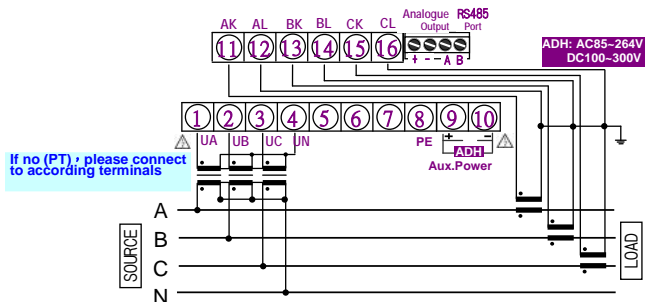 Analogue RS485
AK AL BK BL CK CL Output Port
11 12 13 14 15 16 + - A B
ADH: AC85~264V
DC100~300V
1 2 3 4 5 6 7 8 9 10
UA UB UC UN PE + -
ADH
Aux.Power
If no (PT)，please connect
to according terminals
A
B
C
N
SOURCE
LOAD